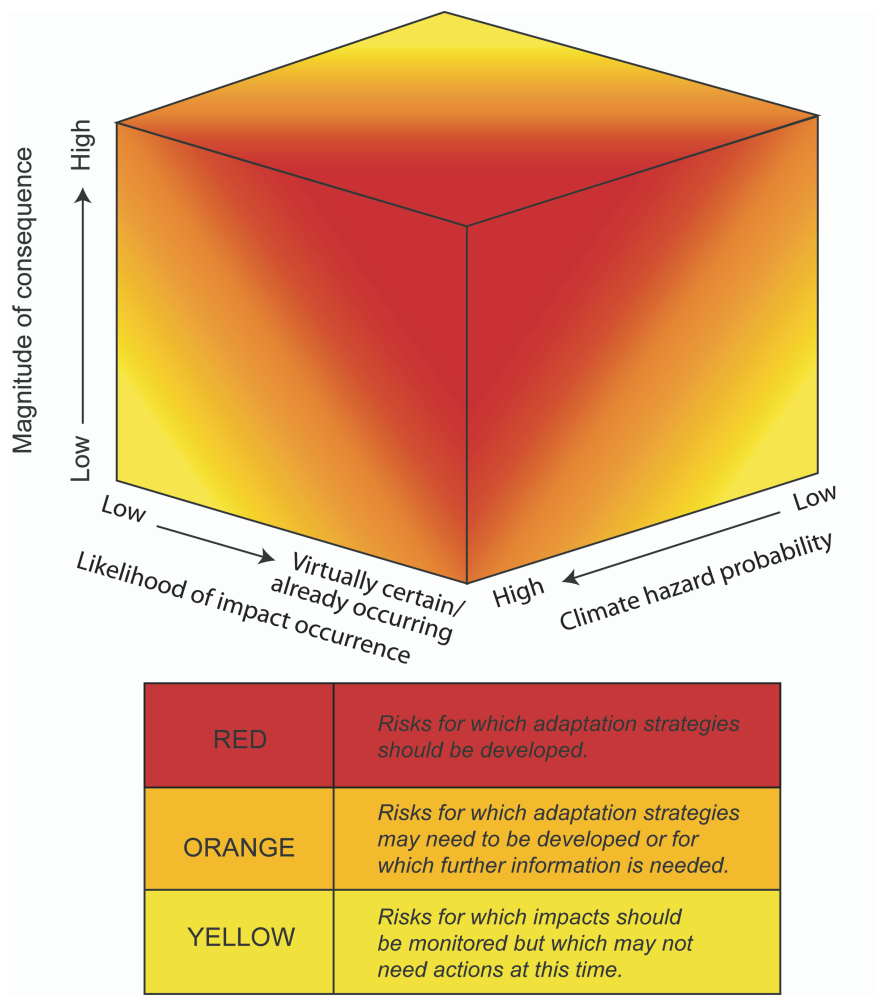 High
Magnitude of consequence
Low
Low
Virtually certain/
already occurring
Likelihood of impact occurrence
Low
High
Climate hazard probability
RED
Risks for which adaptation strategies
should be developed.
ORANGE
Risks for which adaptation strategies
may need to be developed or for
which further information is needed.
YELLOW
Risks for which impacts should
be monitored but which may not
need actions at this time.